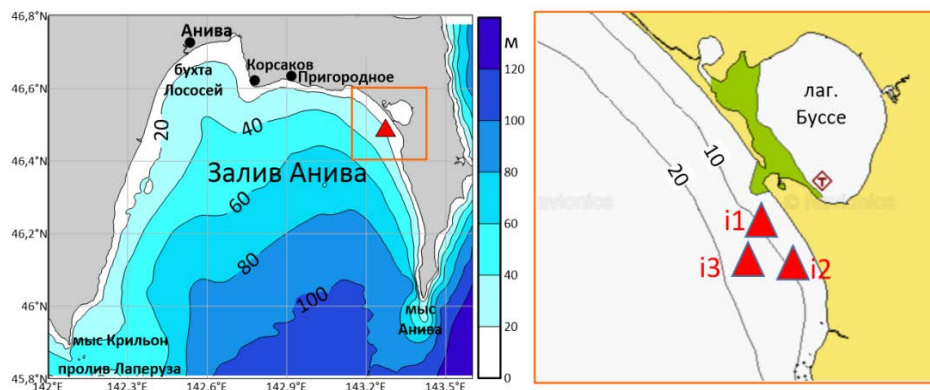 46,8°N
46,6°N
46,4°N
46,2°N
46°N
45,8°N
142°E
142.3°E
142.6°E
142.9°E
143.2°E
143.5°E
Анива
бухта
Лососей
Корсаков
Пригородное
20
40
Залив Анива
60
80
100
мыс
Анива
мыс Крильон
пролив Лаперуза
м
120
100
80
60
40
20
0
лаг.
Буссе
10
20
i1
i3
i2
avionics